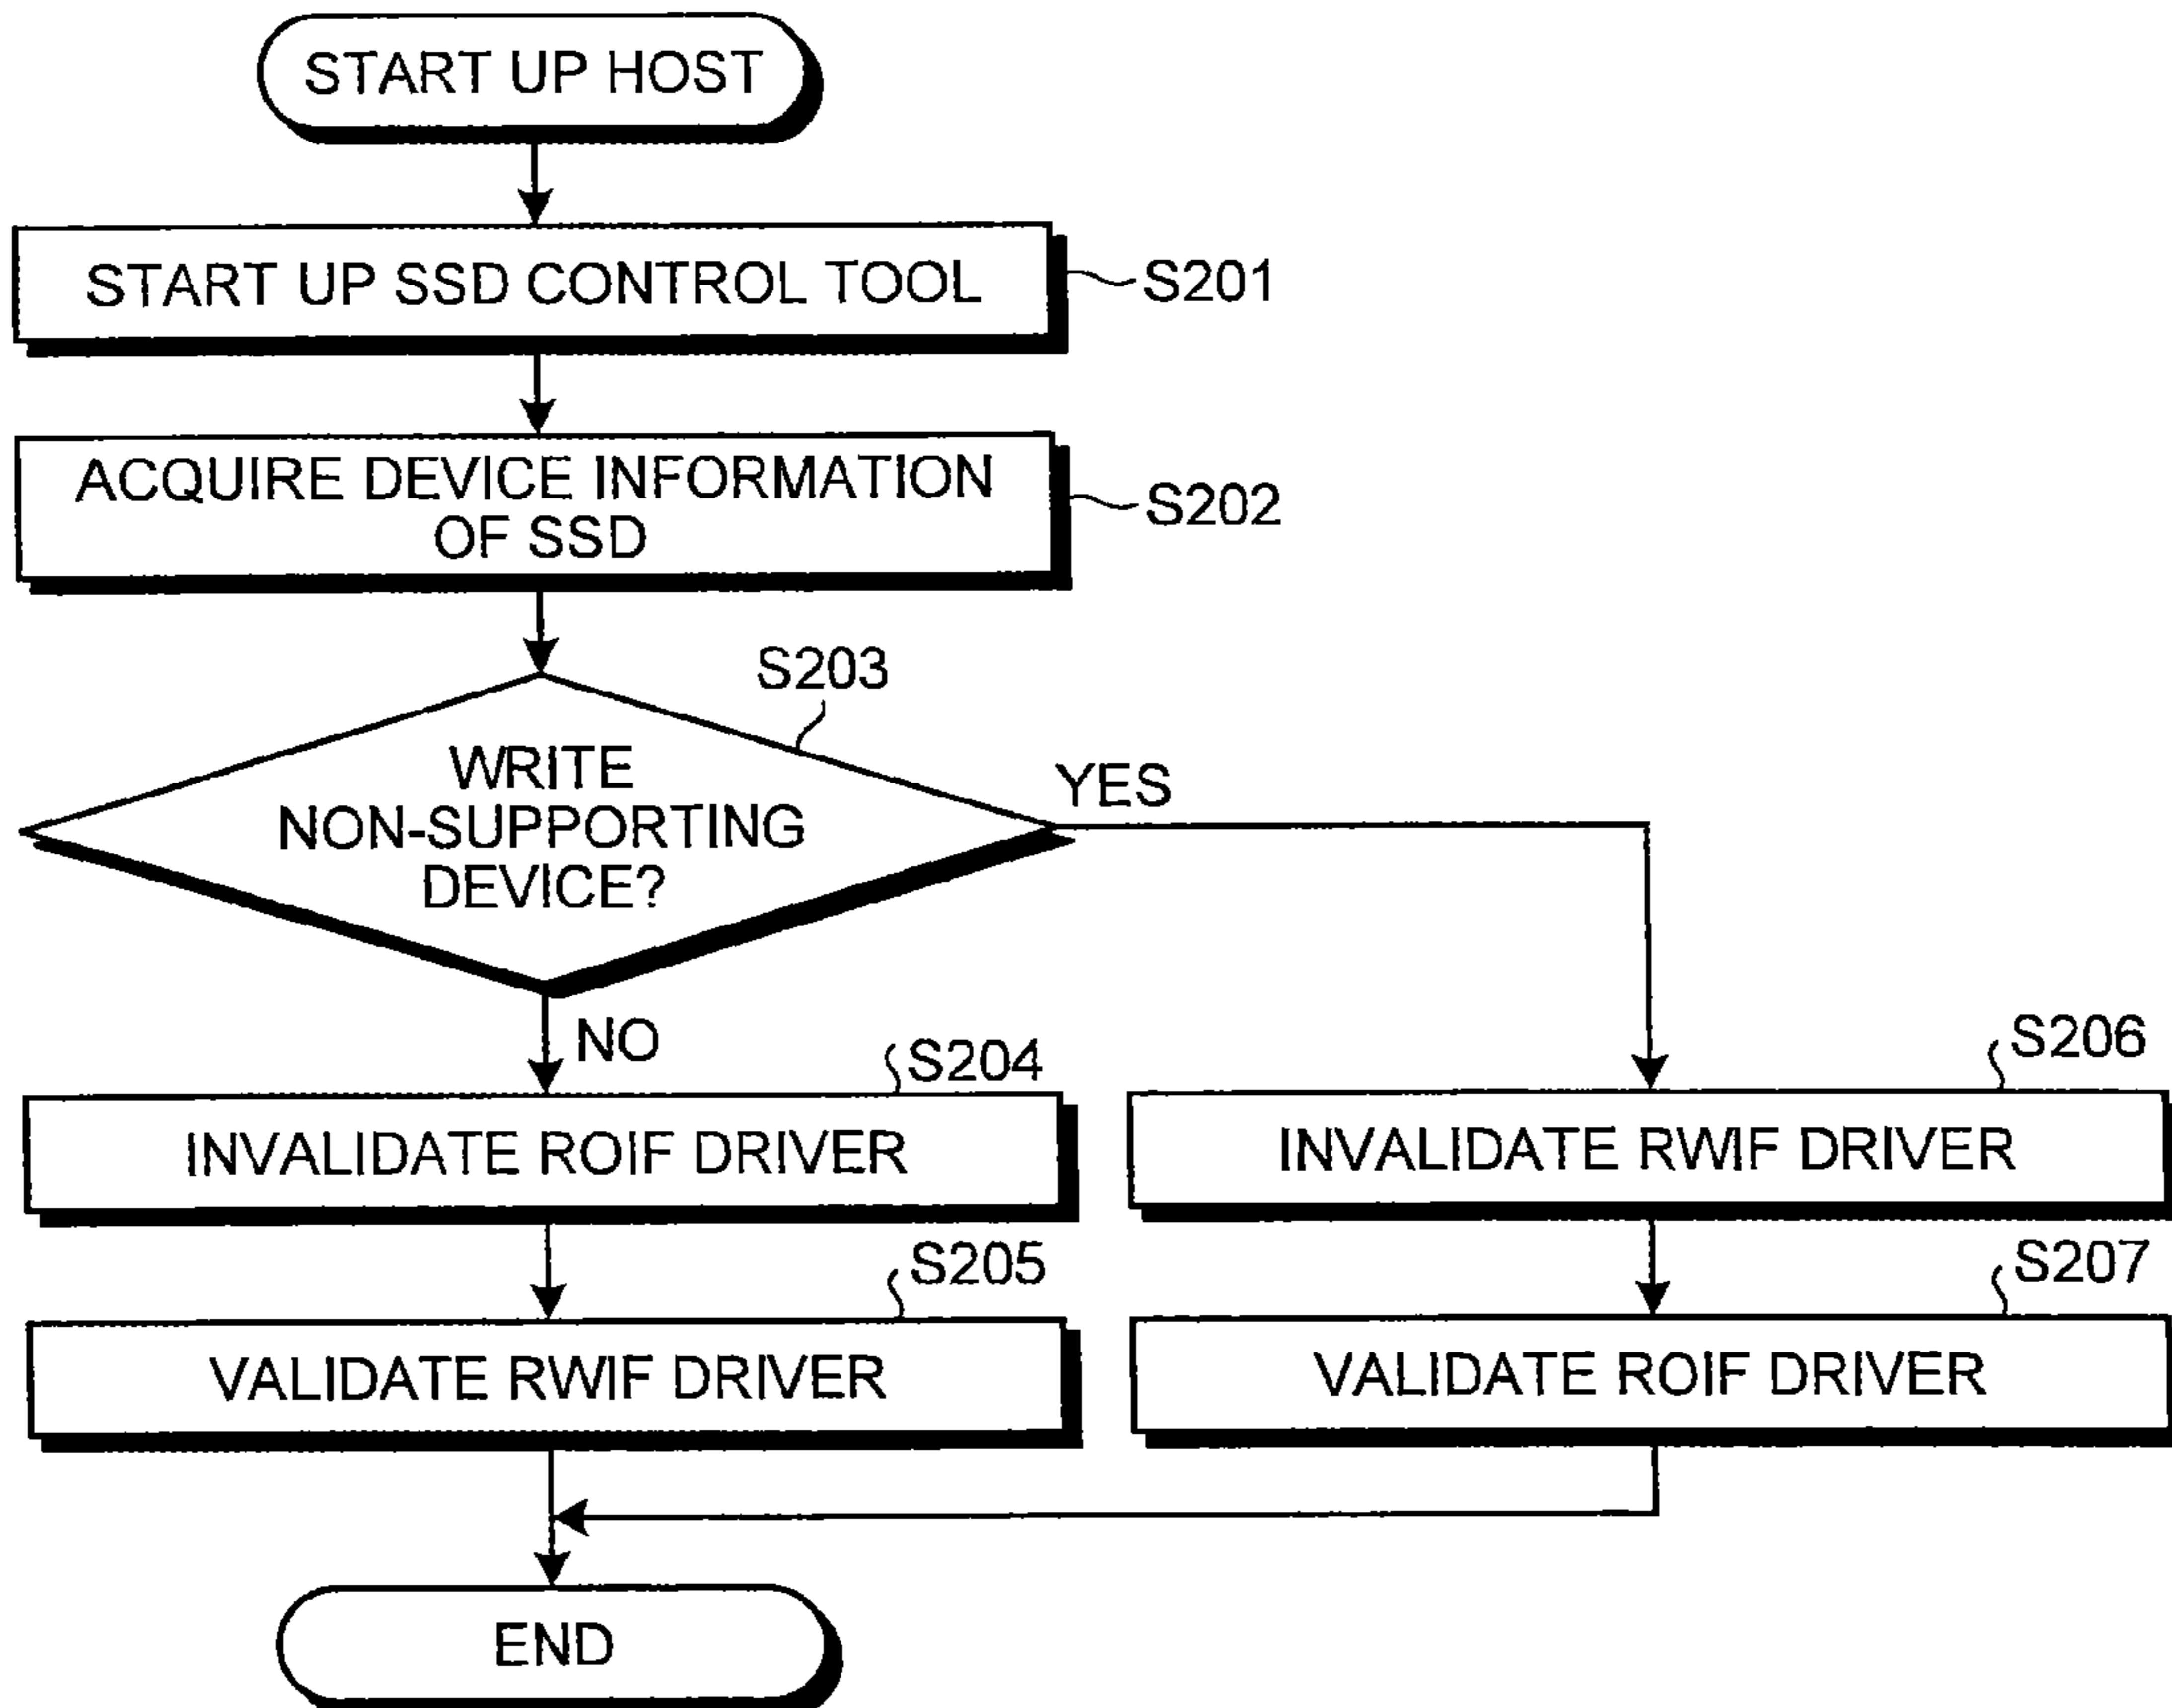 START UP HOST
START UP SSD CONTROL TOOL
S201
ACQUIRE DEVICE INFORMATION
OF SSD
S202
S203
WRITE
NON-SUPPORTING
DEVICE?
YES
NO
S204
INVALIDATE ROIF DRIVER
S206
INVALIDATE RWIF DRIVER
S205
VALIDATE RWIF DRIVER
S207
VALIDATE ROIF DRIVER
END